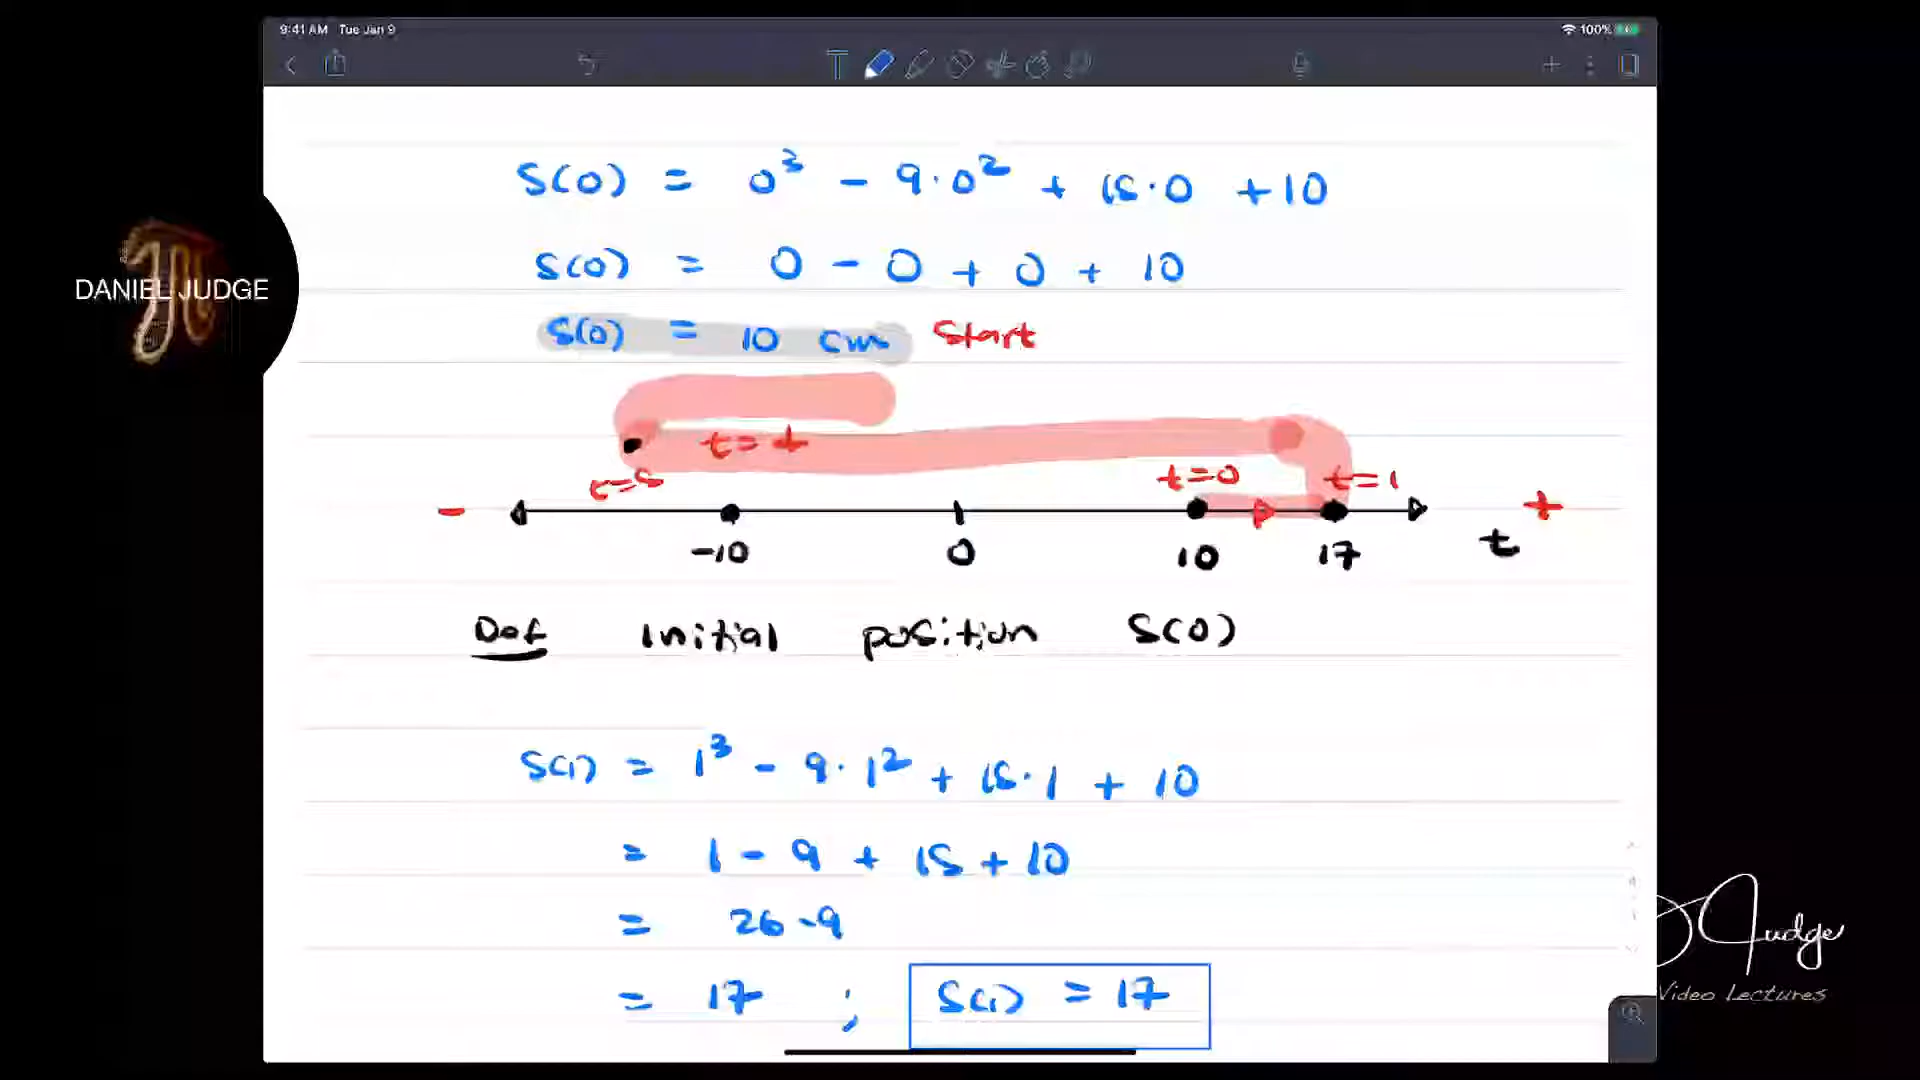 9:41 AM Tue Jan 9
100%
S(0) = 0³ - 9·0² + 15·0 + 10
S(0) = 0 - 0 + 0 + 10
S(0) = 10 cm Start
DANIEL JUDGE
t=4
t=5
t=0
t=1
- +
-10 0 10 17 t
Def initial position S(0)
S(1) = 1³ - 9·1² + 15·1 + 10
= 1 - 9 + 15 + 10
= 26-9
= 17 ; S(1) = 17
Judge
Video Lectures